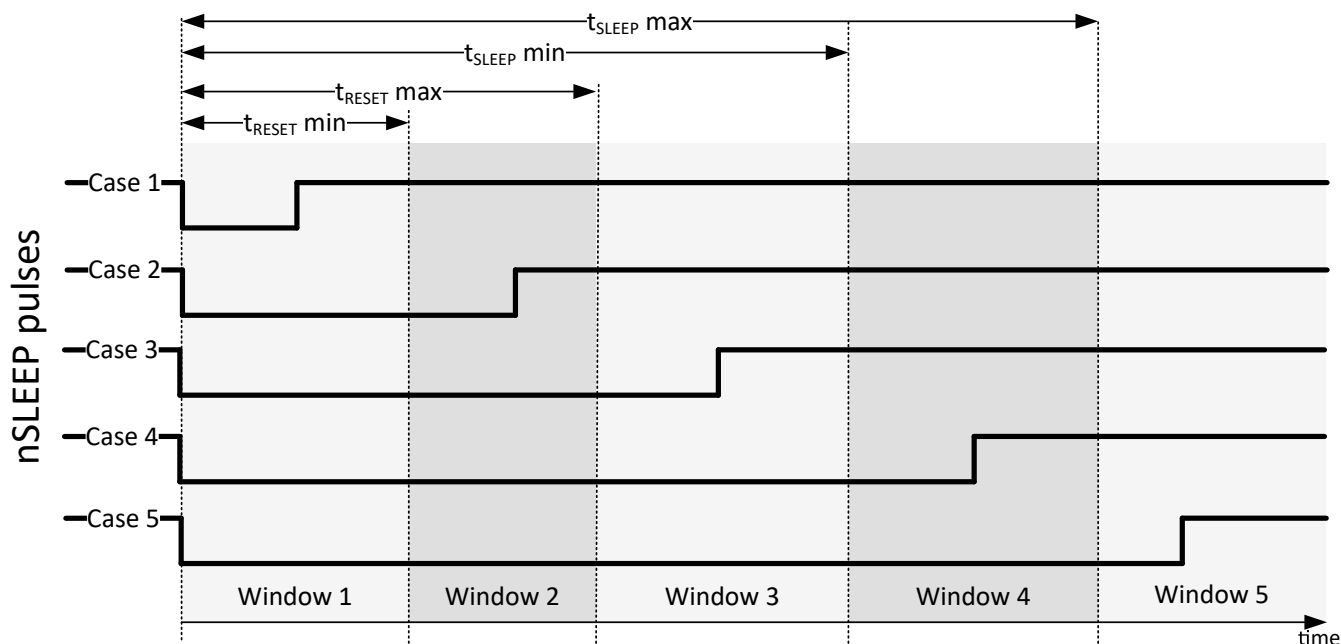 tSLEEP max
tSLEEP min
tRESET max
tRESET min
nSLEEP pulses
Case 1
Case 2
Case 3
Case 4
Case 5
Window 1
Window 2
Window 3
Window 4
Window 5
time